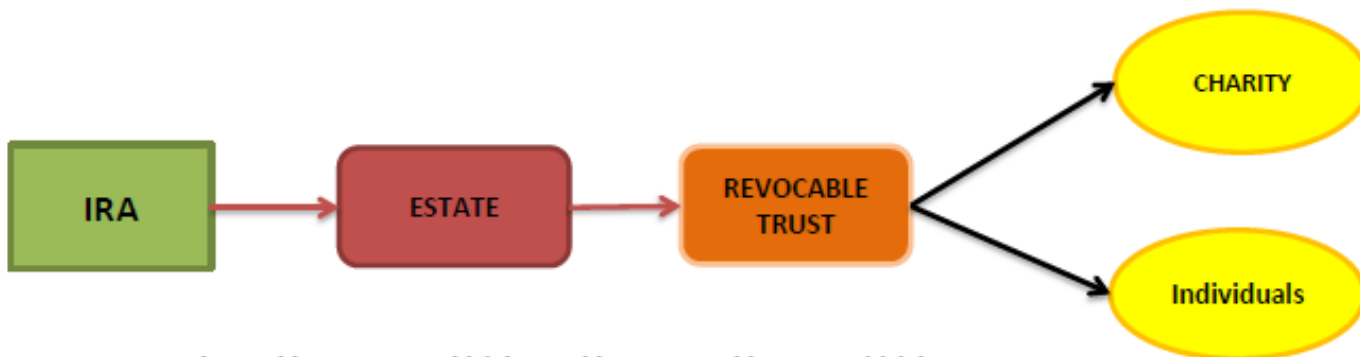 CHARITY
IRA
ESTATE
REVOCABLE
TRUST
Individuals